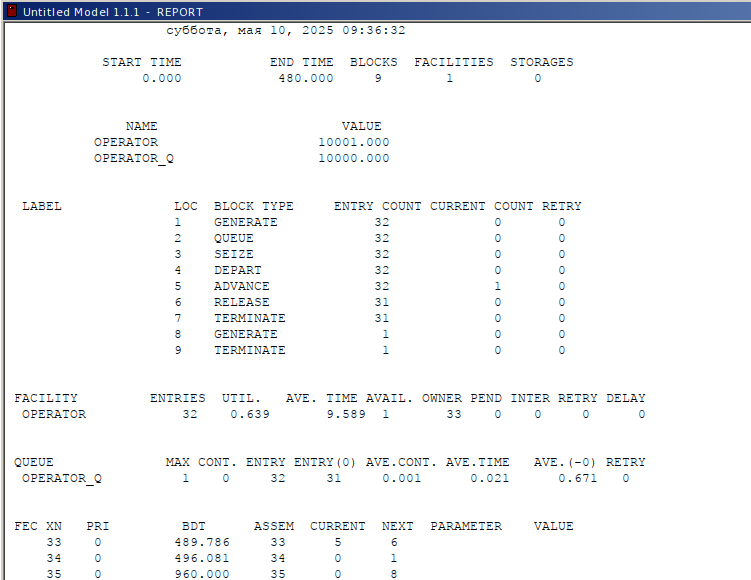 Untitled Model 1.1.1 - REPORT
суббота, мая 10, 2025 09:36:32
START TIME END TIME BLOCKS FACILITIES STORAGES
0.000 480.000 9 1 0
NAME VALUE
OPERATOR 10001.000
OPERATOR_Q 10000.000
LABEL LOC BLOCK TYPE ENTRY COUNT CURRENT COUNT RETRY
1 GENERATE 32 0 0
2 QUEUE 32 0 0
3 SEIZE 32 0 0
4 DEPART 32 0 0
5 ADVANCE 32 1 0
6 RELEASE 31 0 0
7 TERMINATE 31 0 0
8 GENERATE 1 0 0
9 TERMINATE 1 0 0
FACILITY ENTRIES UTIL. AVE. TIME AVAIL. OWNER PEND INTER RETRY DELAY
OPERATOR 32 0.639 9.589 1 33 0 0 0 0
QUEUE MAX CONT. ENTRY ENTRY(0) AVE.CONT. AVE.TIME AVE.(-0) RETRY
OPERATOR_Q 1 0 32 31 0.001 0.021 0.671 0
FEC XN PRI BDT ASSEM CURRENT NEXT PARAMETER VALUE
33 0 489.786 33 5 6
34 0 496.081 34 0 1
35 0 960.000 35 0 8